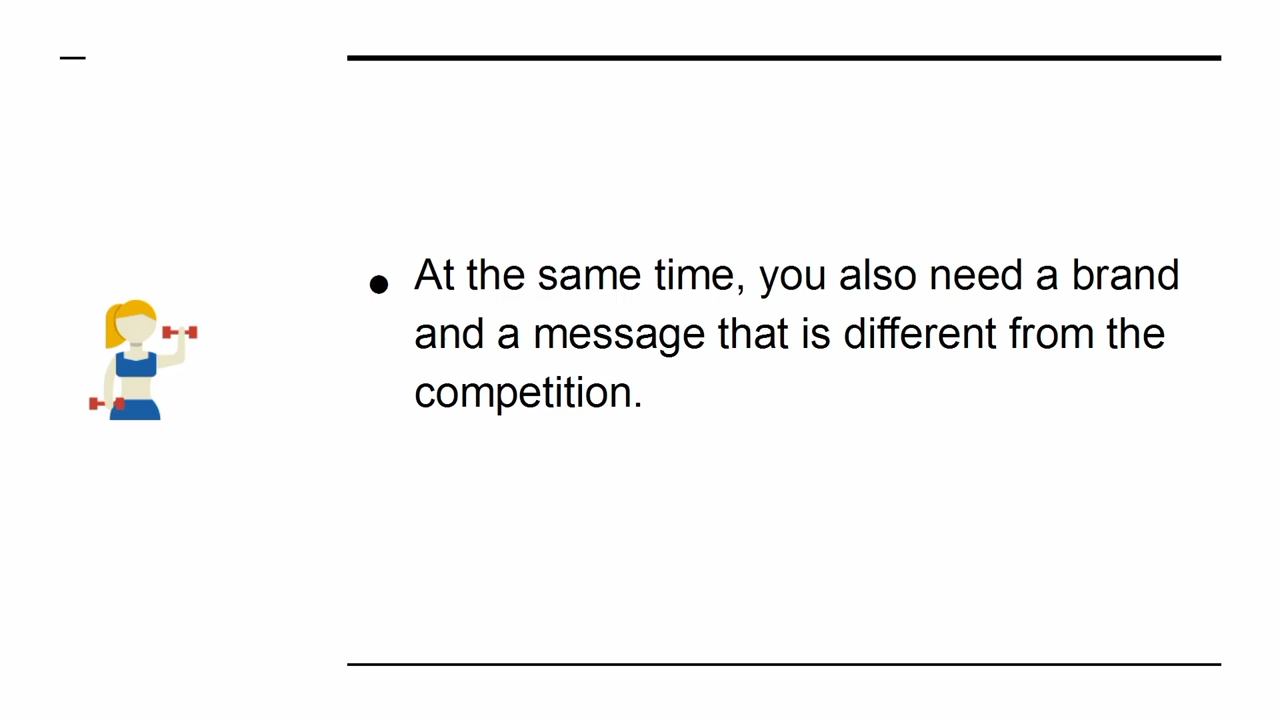 • At the same time, you also need a brand
and a message that is different from the
competition.